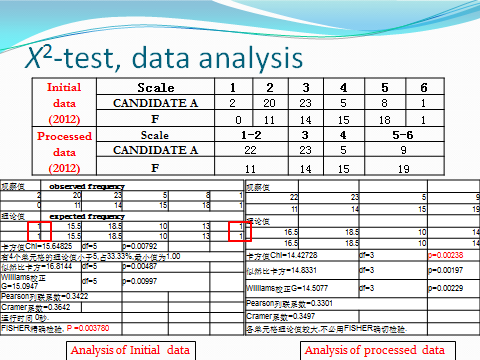 X²-test, data analysis
Initial data (2012) Scale 1 2 3 4 5 6
CANDIDATE A 2 20 23 5 8 1
F 0 11 14 15 18 1
Processed data (2012) Scale 1-2 3 4 5-6
CANDIDATE A 22 23 5 9
F 11 14 15 19
观察值 observed frequency
2 20 23 5 8 1
0 11 14 15 18 1
理论值 expected frequency
1 15.5 18.5 10 13 1
1 15.5 18.5 10 13 1
卡方值Chi=15.64825 df=5 p=0.00792
有4个单元格的理论值小于5,占33.33%.最小值为1.00
似然比卡方=16.8144 df=5 p=0.00487
Williams校正G=15.0947 df=5 p=0.00997
Pearson列联系数=0.3422
Cramer系数=0.3642
运行时间 0秒.
FISHER精确检验. P =0.003780
观察值
22 23 5 9
11 14 15 19
理论值
16.5 18.5 10 14
16.5 18.5 10 14
卡方值Chi=14.42728 df=3 p=0.00238
似然比卡方=14.8331 df=3 p=0.00197
Williams校正G=14.5077 df=3 p=0.00229
Pearson列联系数=0.3301
Cramer系数=0.3497
各单元格理论值较大,不必用FISHER确切检验.
Analysis of Initial data
Analysis of processed data